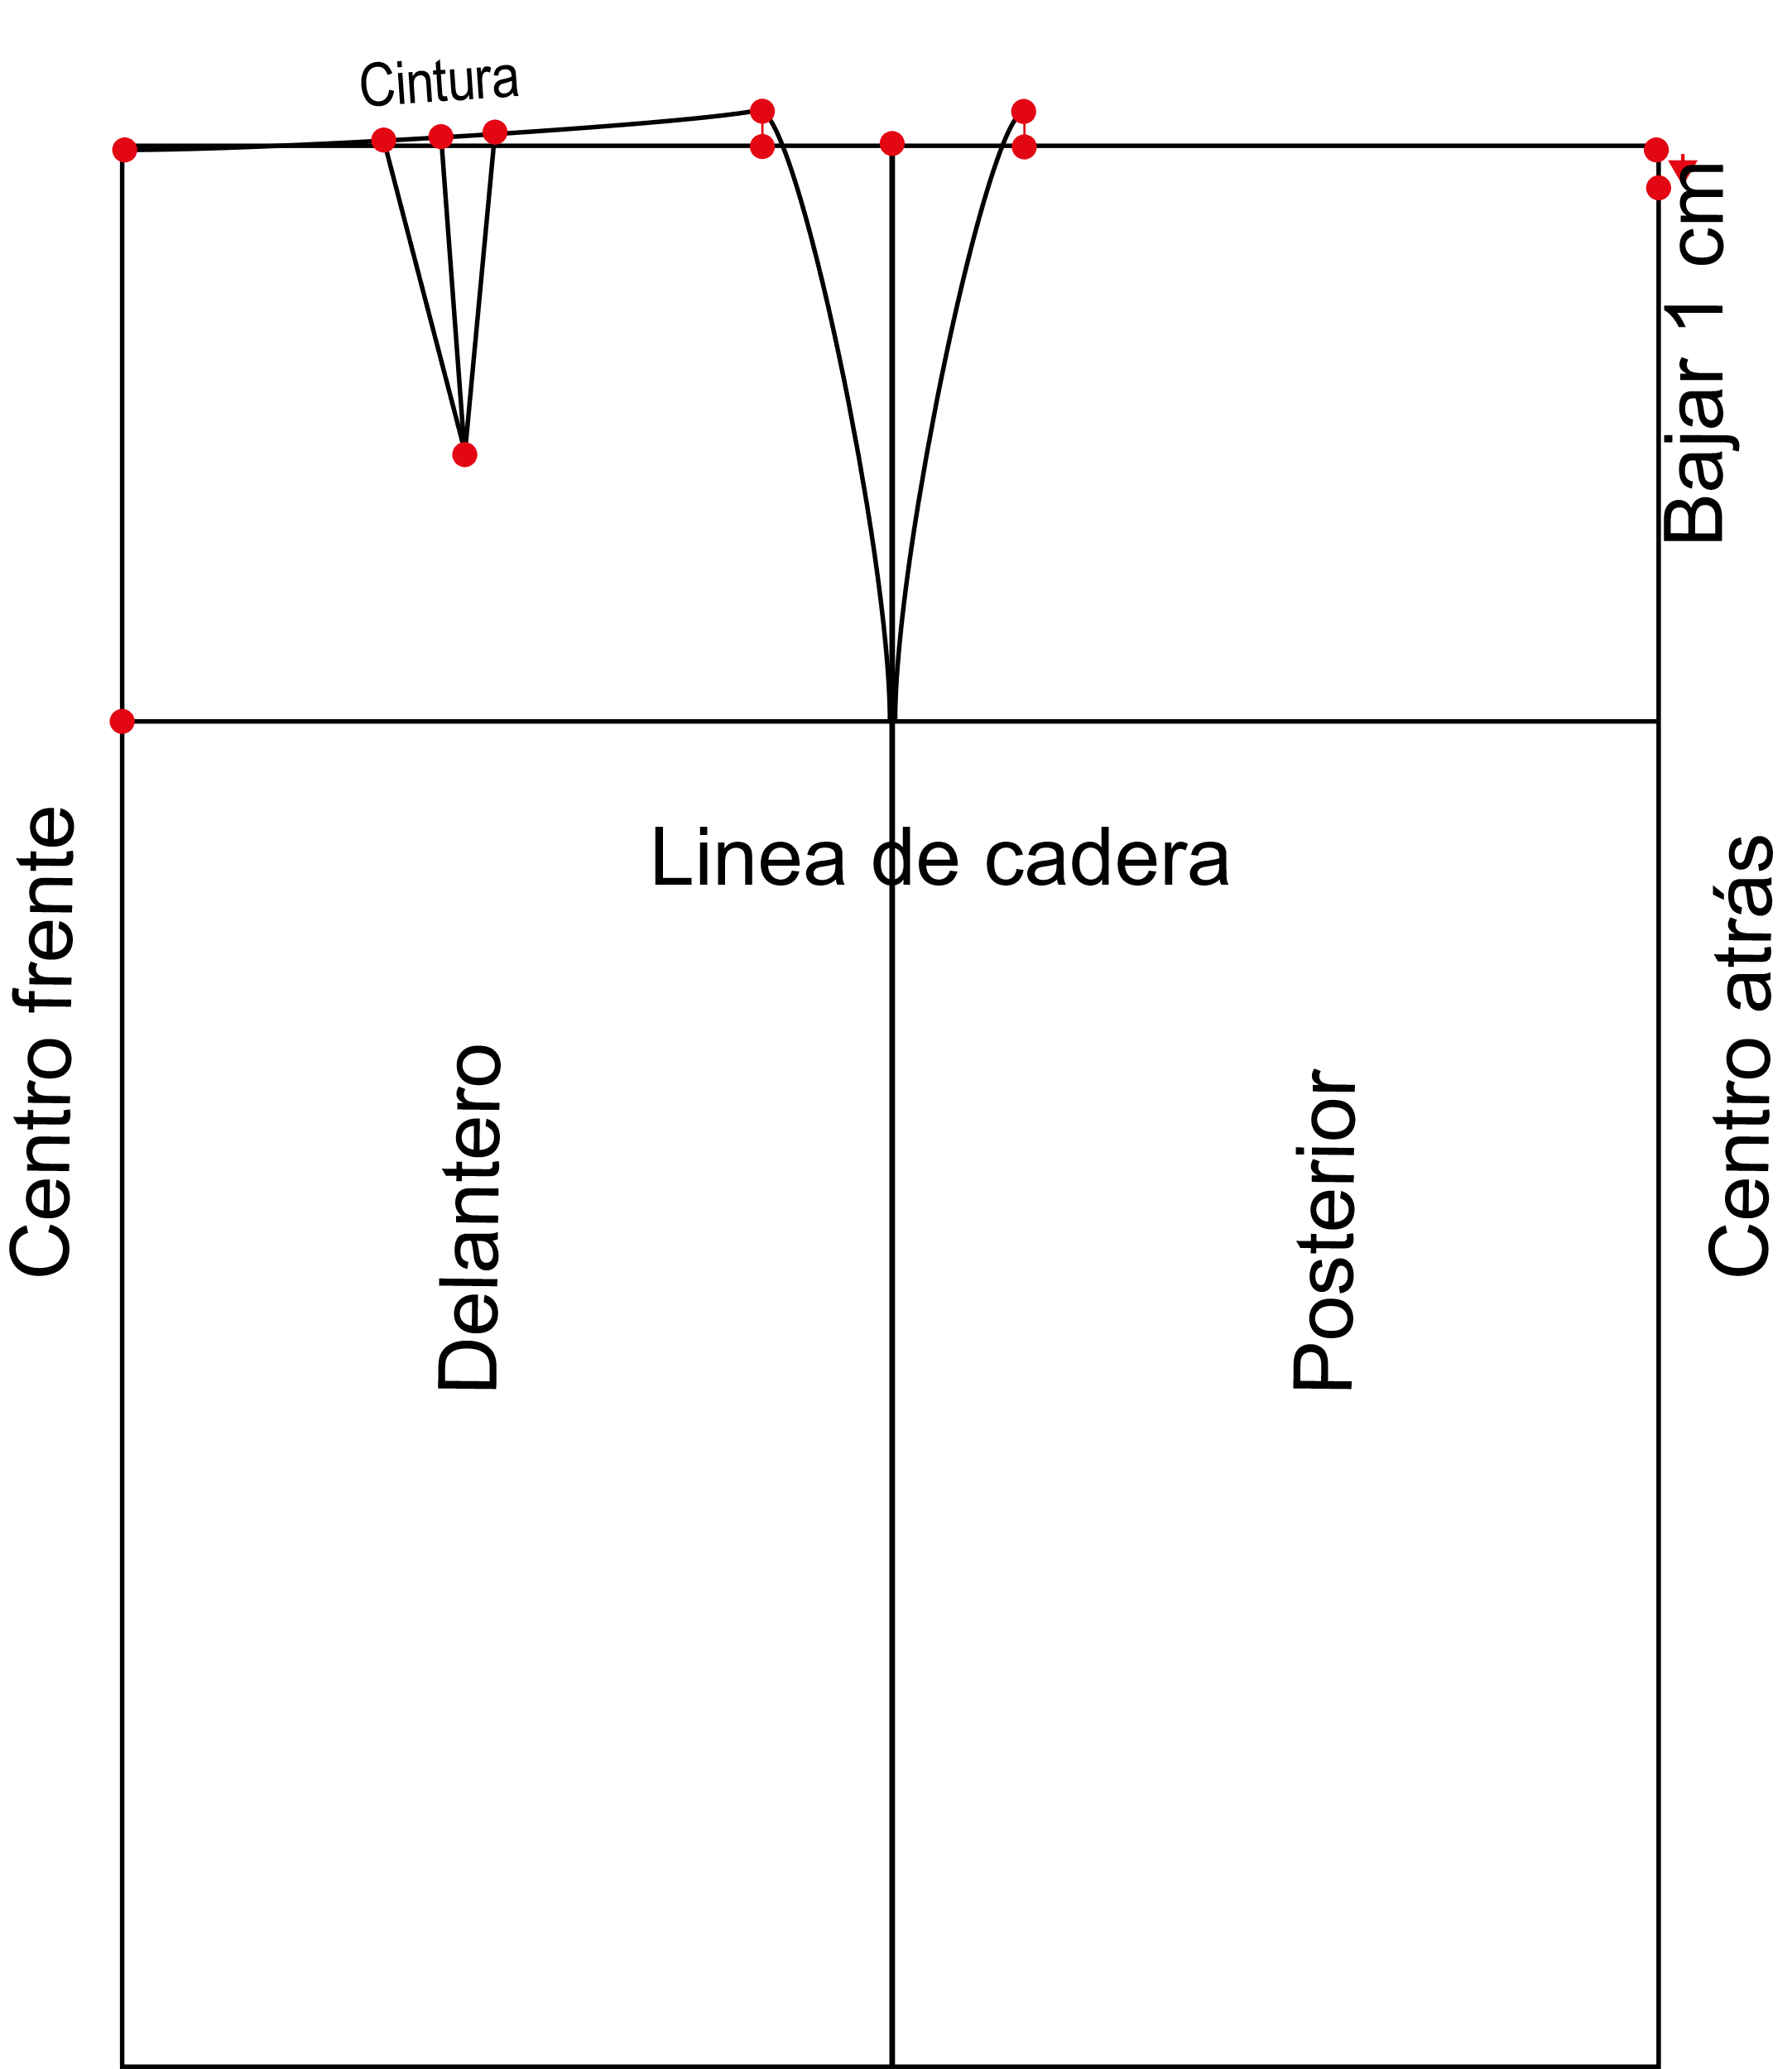 Cintura
Bajar 1 cm
Linea de cadera
Centro frente
Delantero
Posterior
Centro atrás